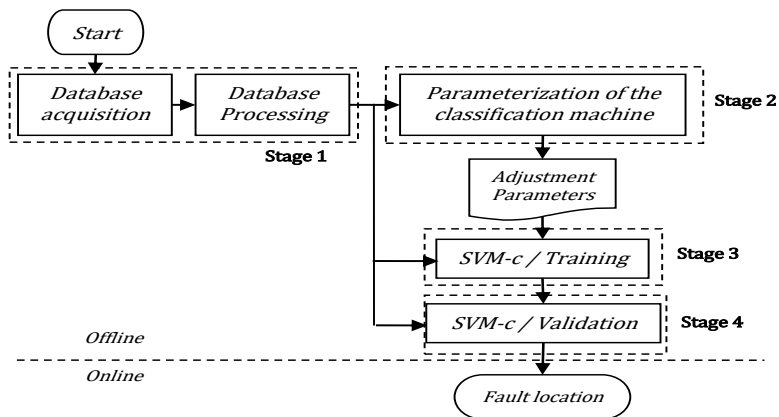 Start
Database
acquisition
Database
Processing
Stage 1
Parameterization of the
classification machine
Stage 2
Adjustment
Parameters
SVM-c / Training
Stage 3
SVM-c / Validation
Stage 4
Offline
Online
Fault location